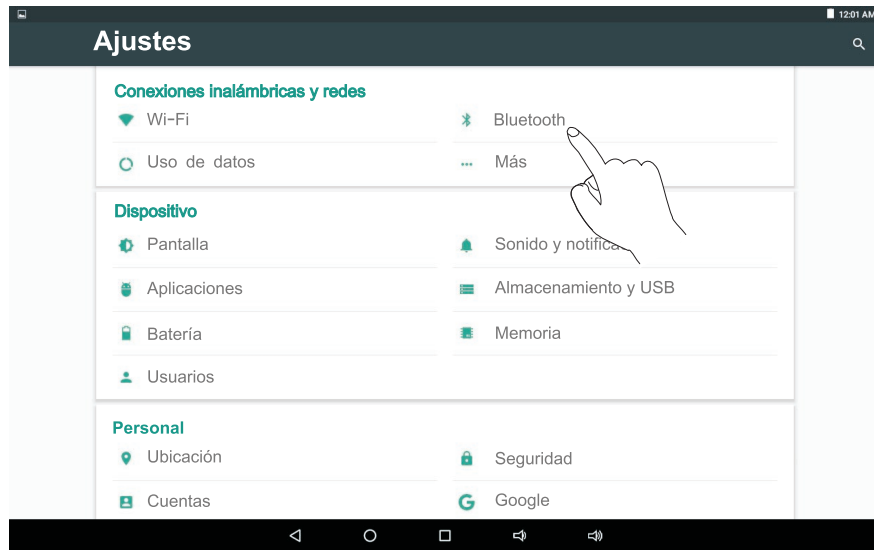 12:01 AM
Ajustes
Conexiones inalámbricas y redes
Wi-Fi
Bluetooth
Uso de datos
Más
Dispositivo
Pantalla
Sonido y notifica
Aplicaciones
Almacenamiento y USB
Batería
Memoria
Usuarios
Personal
Ubicación
Seguridad
Cuentas
Google